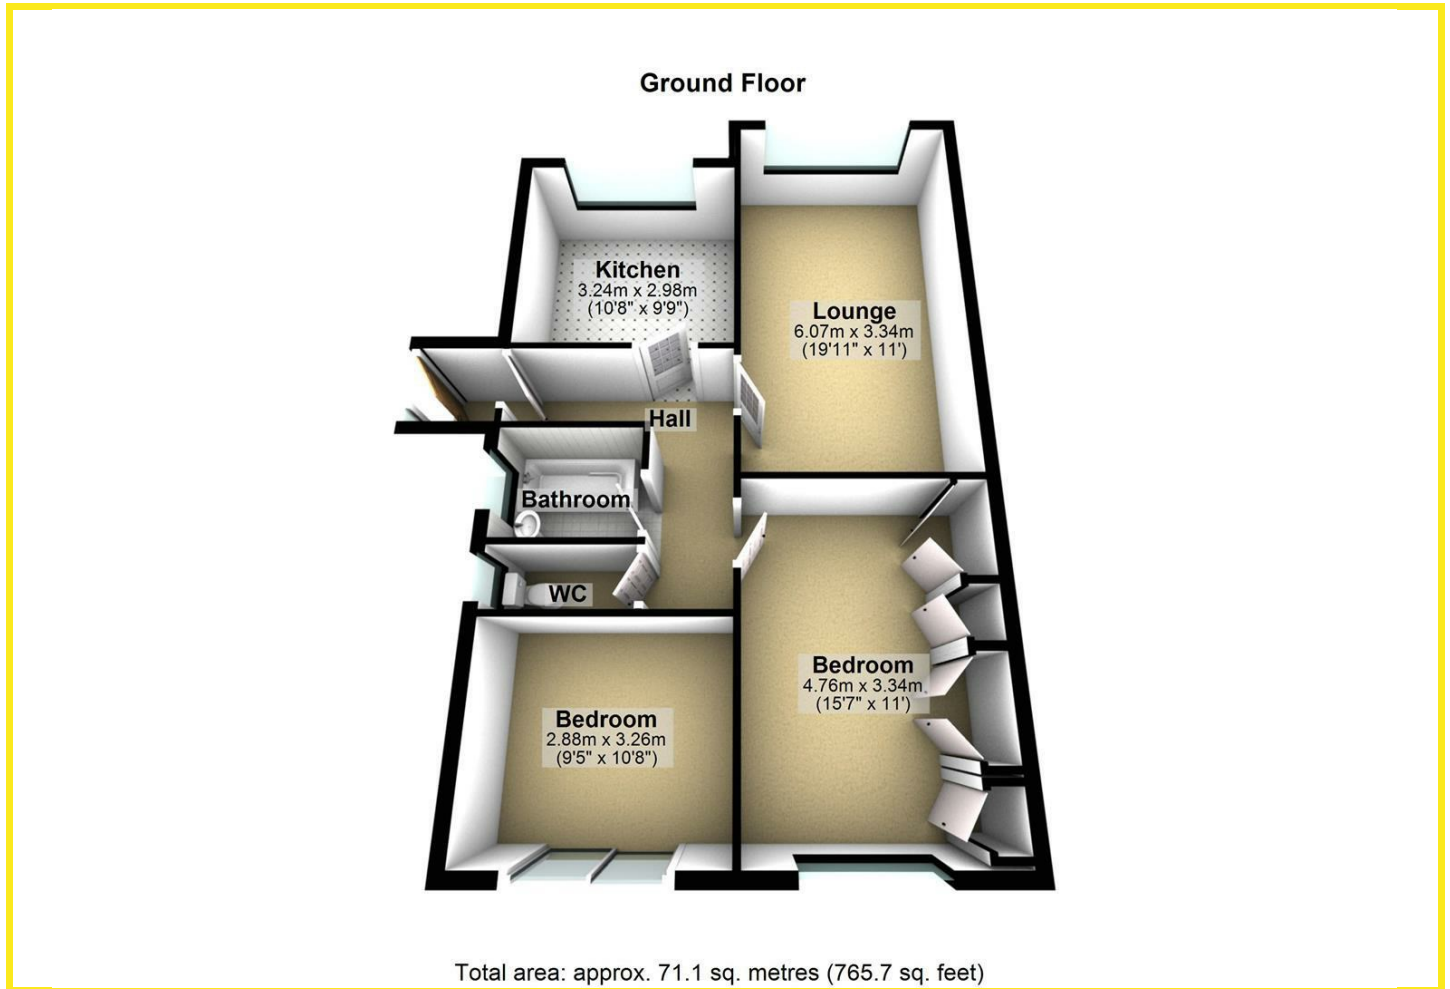 Ground Floor
Kitchen
3.24m x 2.98m
(10'8" x 9'9")
Lounge
6.07m x 3.34m
(19'11" x 11')
Hall
Bathroom
WC
Bedroom
4.76m x 3.34m
(15'7" x 11')
Bedroom
2.88m x 3.26m
(9'5" x 10'8")
Total area: approx. 71.1 sq. metres (765.7 sq. feet)